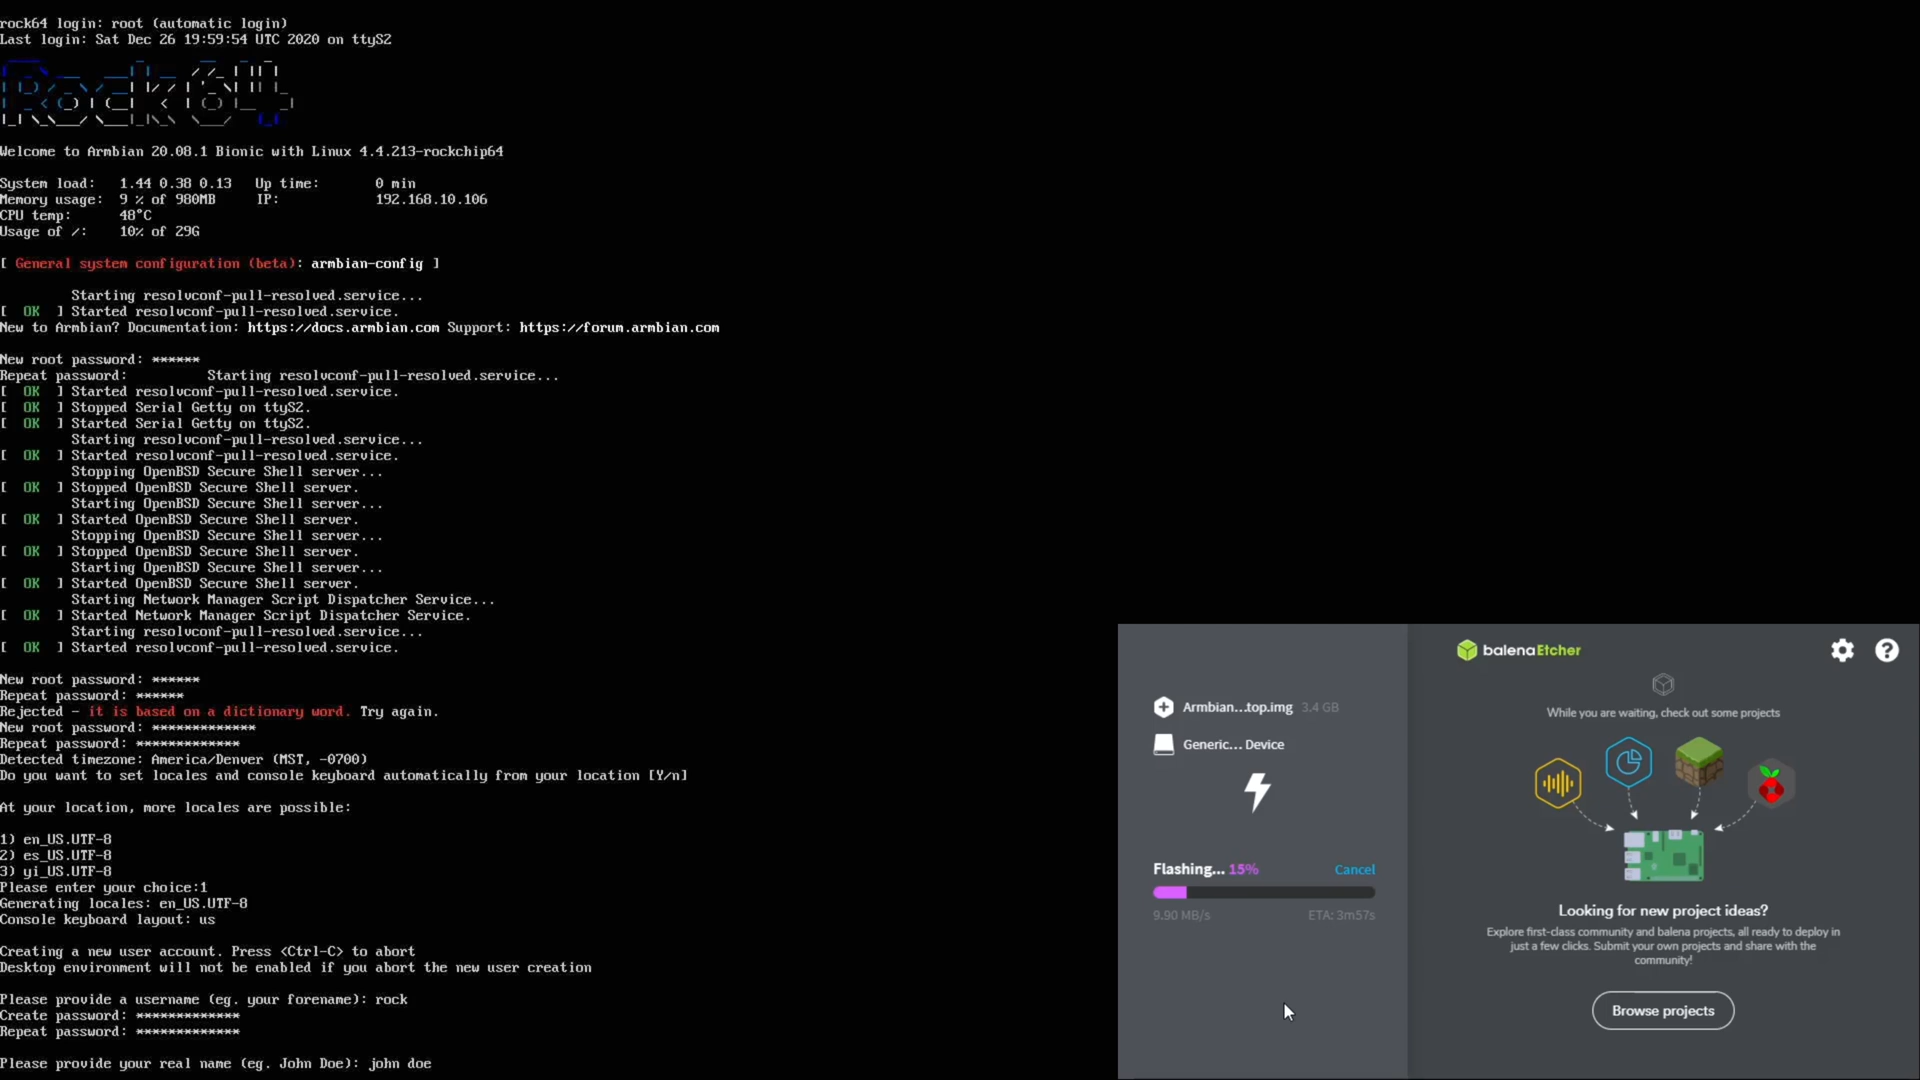 rock64 login: root (automatic login)
Last login: Sat Dec 26 19:59:54 UTC 2020 on ttyS2
Rock64
Welcome to Armbian 20.08.1 Bionic with Linux 4.4.213-rockchip64
System load: 1.44 0.38 0.13 Up time: 0 min
Memory usage: 9 % of 980MB IP: 192.168.10.106
CPU temp: 48°C
Usage of /: 10% of 29G
[ General system configuration (beta): armbian-config ]
Starting resolvconf-pull-resolved.service...
[ OK ] Started resolvconf-pull-resolved.service.
New to Armbian? Documentation: https://docs.armbian.com Support: https://forum.armbian.com
New root password: ******
Repeat password: Starting resolvconf-pull-resolved.service...
[ OK ] Started resolvconf-pull-resolved.service.
[ OK ] Stopped Serial Getty on ttyS2.
[ OK ] Started Serial Getty on ttyS2.
Starting resolvconf-pull-resolved.service...
[ OK ] Started resolvconf-pull-resolved.service.
Stopping OpenBSD Secure Shell server...
[ OK ] Stopped OpenBSD Secure Shell server.
Starting OpenBSD Secure Shell server...
[ OK ] Started OpenBSD Secure Shell server.
Stopping OpenBSD Secure Shell server...
[ OK ] Stopped OpenBSD Secure Shell server.
Starting OpenBSD Secure Shell server...
[ OK ] Started OpenBSD Secure Shell server.
Starting Network Manager Script Dispatcher Service...
[ OK ] Started Network Manager Script Dispatcher Service.
Starting resolvconf-pull-resolved.service...
[ OK ] Started resolvconf-pull-resolved.service.
New root password: ******
Repeat password: ******
Rejected - it is based on a dictionary word. Try again.
New root password: *************
Repeat password: *************
Detected timezone: America/Denver (MST, -0700)
Do you want to set locales and console keyboard automatically from your location [Y/n]
At your location, more locales are possible:
1) en_US.UTF-8
2) es_US.UTF-8
3) yi_US.UTF-8
Please enter your choice:1
Generating locales: en_US.UTF-8
Console keyboard layout: us
Creating a new user account. Press <Ctrl-C> to abort
Desktop environment will not be enabled if you abort the new user creation
Please provide a username (eg. your forename): rock
Create password: *************
Repeat password: *************
Please provide your real name (eg. John Doe): john doe
Armbian...top.img 3.4 GB
Generic... Device
Flashing... 15% Cancel
9.90 MB/s ETA: 3m57s
balenaEtcher
While you are waiting, check out some projects
Looking for new project ideas?
Explore first-class community and balena projects, all ready to deploy in
just a few clicks. Submit your own projects and share with the
community!
Browse projects